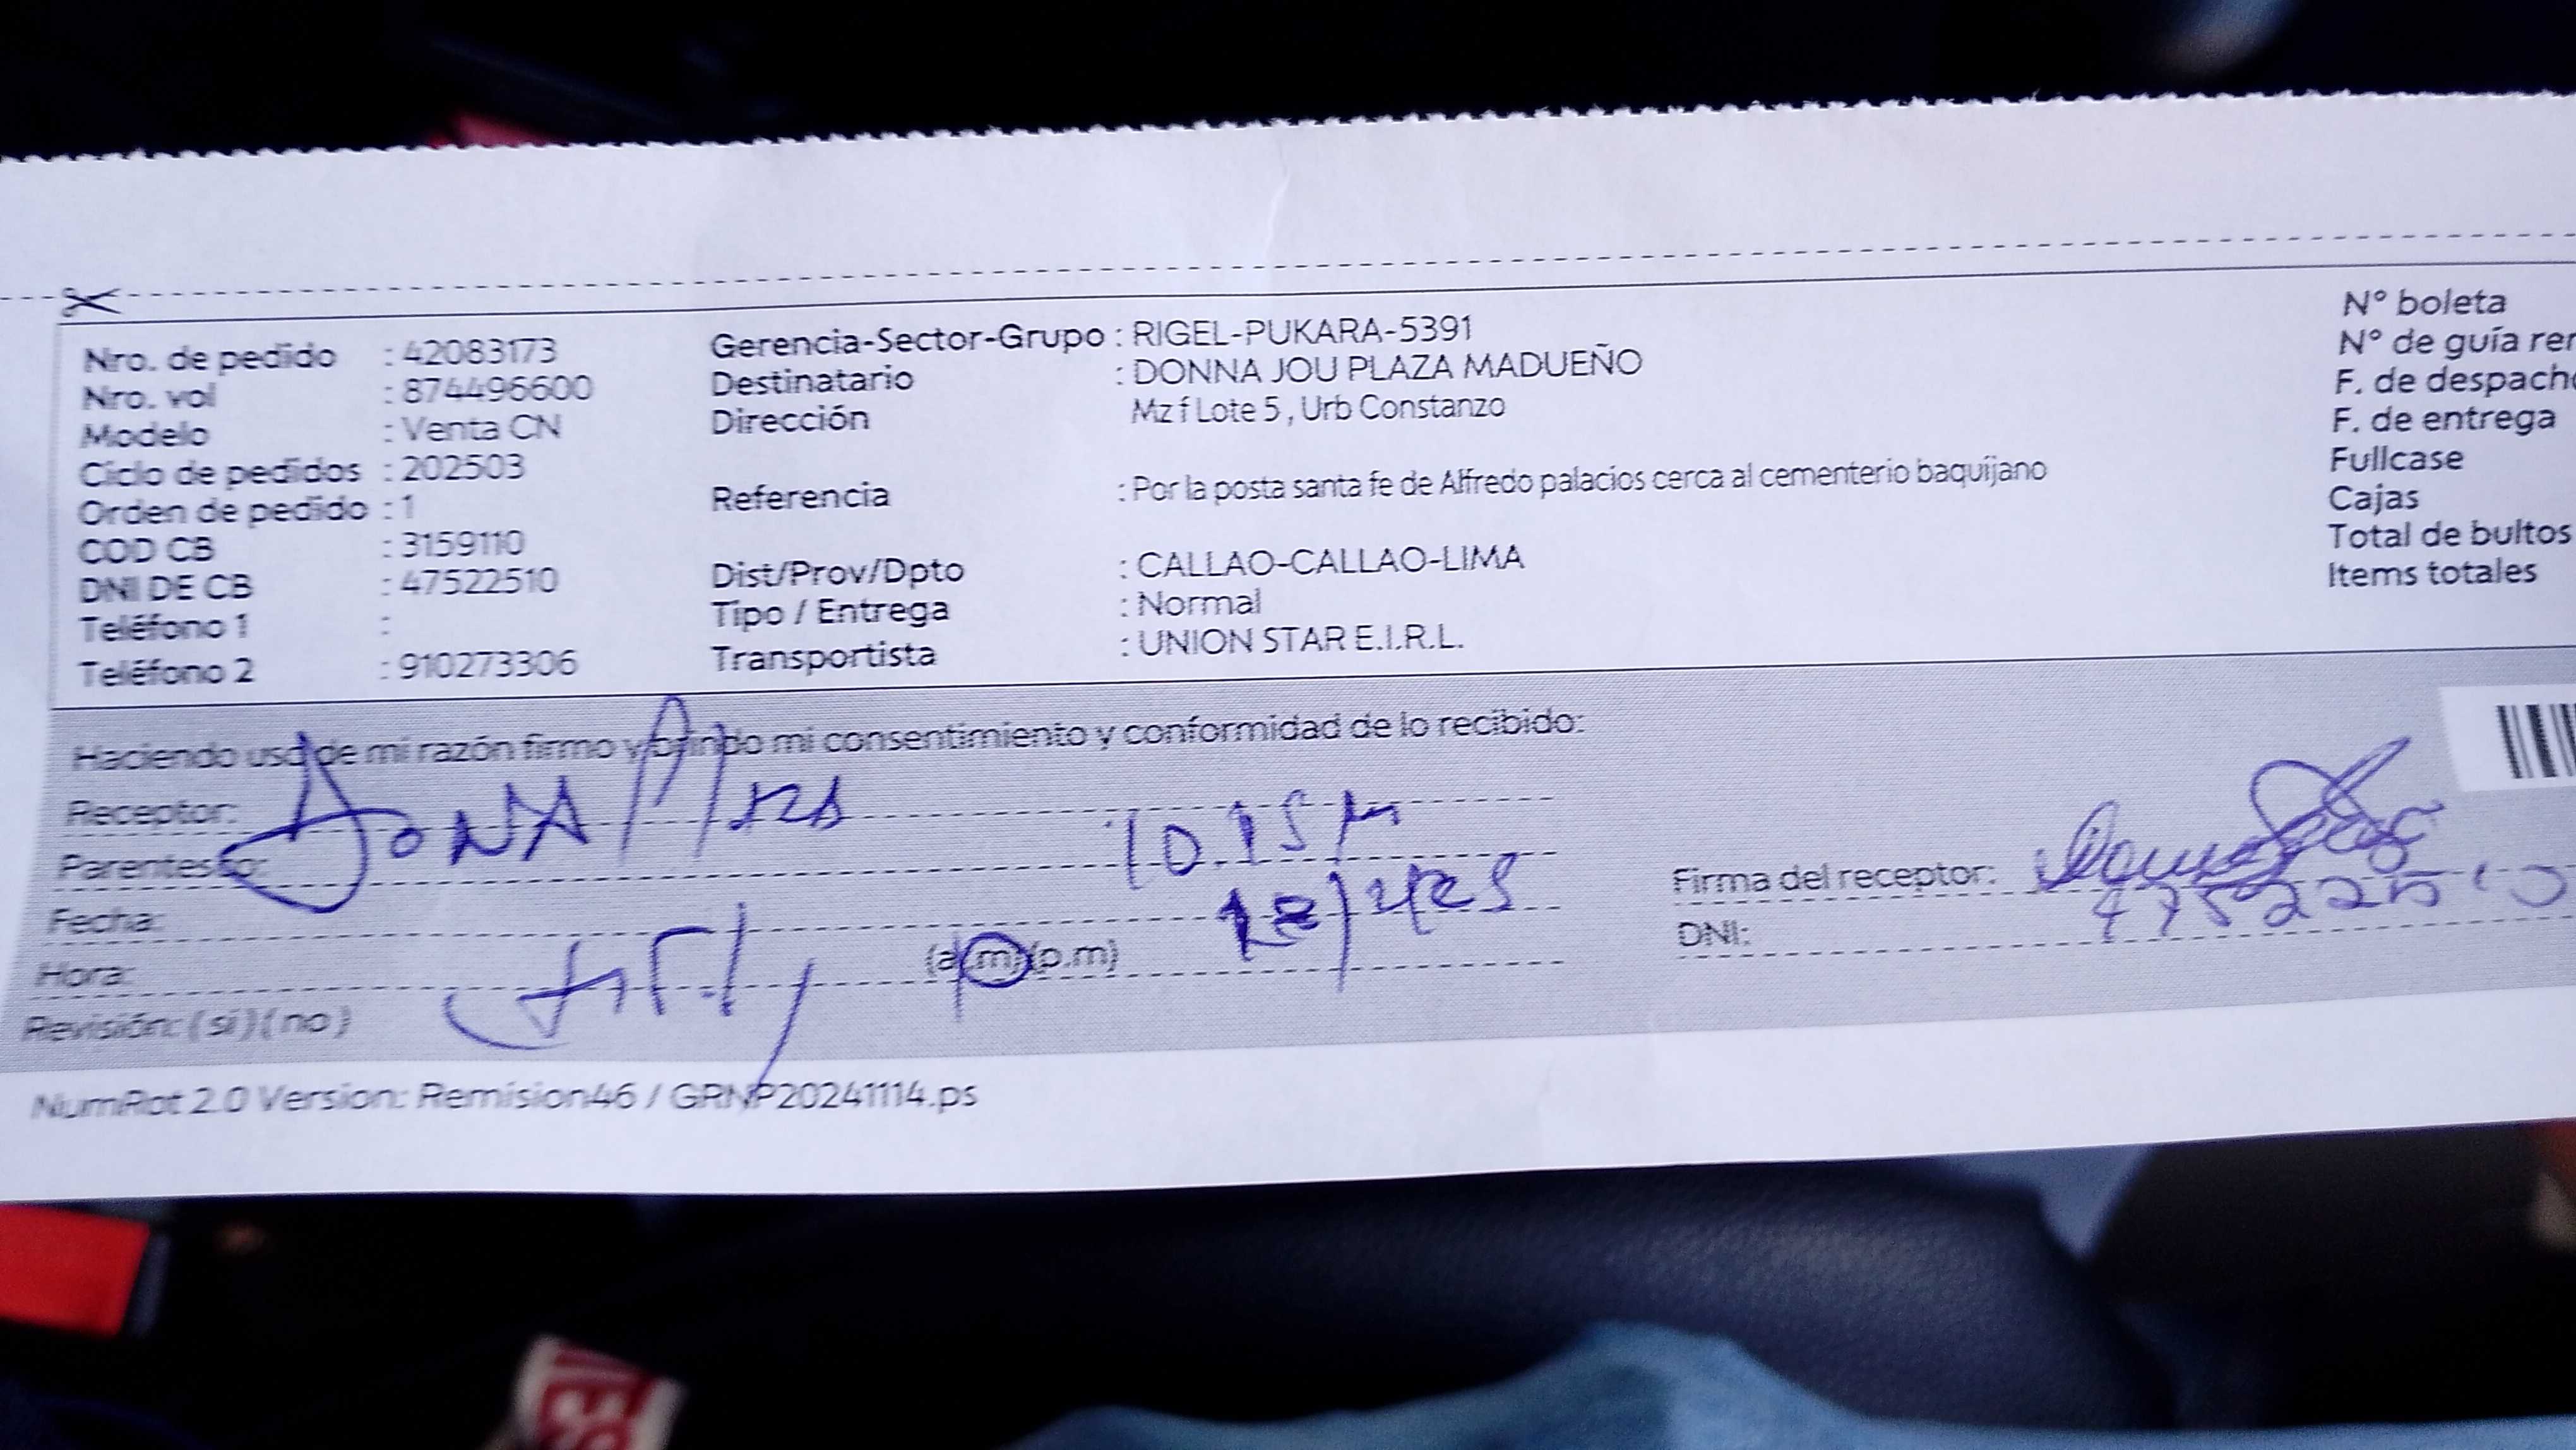 Nro. de pedido : 42083173
Nro. vol : 874496600
Modelo : Venta CN
Ciclo de pedidos : 202503
Orden de pedido : 1
COD CB : 3159110
DNI DE CB : 47522510
Teléfono 1 :
Teléfono 2 : 910273306
Gerencia-Sector-Grupo : RIGEL-PUKARA-5391
Destinatario : DONNA JOU PLAZA MADUEÑO
Dirección Mz f Lote 5 , Urb Constanzo
Referencia : Por la posta santa fe de Alfredo palacios cerca al cementerio baquijano
Dist/Prov/Dpto : CALLAO-CALLAO-LIMA
Tipo / Entrega : Normal
Transportista : UNION STAR E.I.R.L.
N° boleta
N° de guía
F. de despacho
F. de entrega
Fullcase
Cajas
Total de bultos
Items totales
Haciendo uso de mi razón firmo y brindo mi consentimiento y conformidad de lo recibido:
Receptor: DONA
Parentesco: 10.15
Fecha:
Hora: (a.m) (p.m)
Revisión: (si) (no)
Firma del receptor:
DNI: 47522510
NumRot 2.0 Version: Remision46 / GRNP20241114.ps